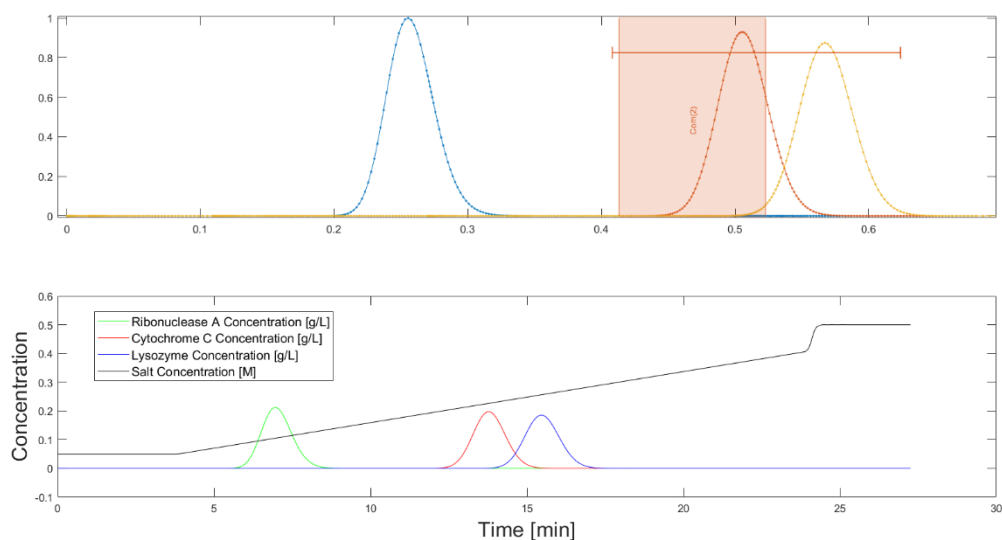 1
0.8
0.6
0.4
0.2
0
Com(2)
0 0.1 0.2 0.3 0.4 0.5 0.6
0.6
0.5
0.4
0.3
0.2
0.1
0
-0.1
Concentration
Ribonuclease A Concentration [g/L]
Cytochrome C Concentration [g/L]
Lysozyme Concentration [g/L]
Salt Concentration [M]
0 5 10 15 20 25 30
Time [min]